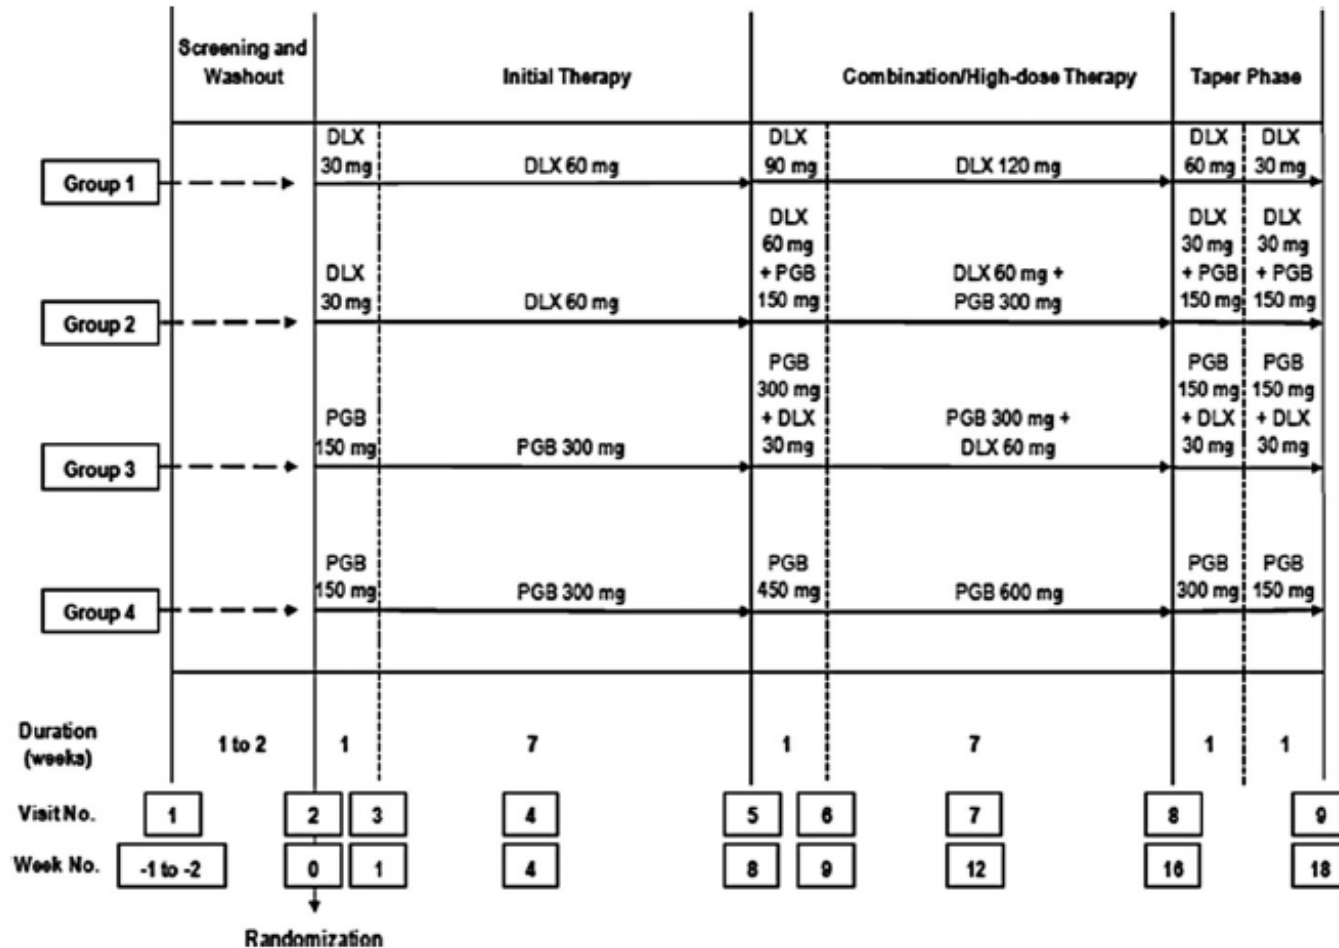 Screening and
Washout
Initial Therapy
Combination/High-dose Therapy
Taper Phase
Group 1
DLX
30 mg
DLX 60 mg
DLX
90 mg
DLX 120 mg
DLX
60 mg
DLX
30 mg
Group 2
DLX
30 mg
DLX 60 mg
DLX
60 mg
+ PGB
150 mg
DLX 60 mg +
PGB 300 mg
DLX
30 mg
+ PGB
150 mg
DLX
30 mg
+ PGB
150 mg
Group 3
PGB
150 mg
PGB 300 mg
PGB
300 mg
+ DLX
30 mg
PGB 300 mg +
DLX 60 mg
PGB
150 mg
+ DLX
30 mg
PGB
150 mg
+ DLX
30 mg
Group 4
PGB
150 mg
PGB 300 mg
PGB
450 mg
PGB 600 mg
PGB
300 mg
PGB
150 mg
Duration
(weeks)
1 to 2 1 7 1 7 1 1
Visit No. 1 2 3 4 5 6 7 8 9
Week No. -1 to -2 0 1 4 8 9 12 16 18
Randomization